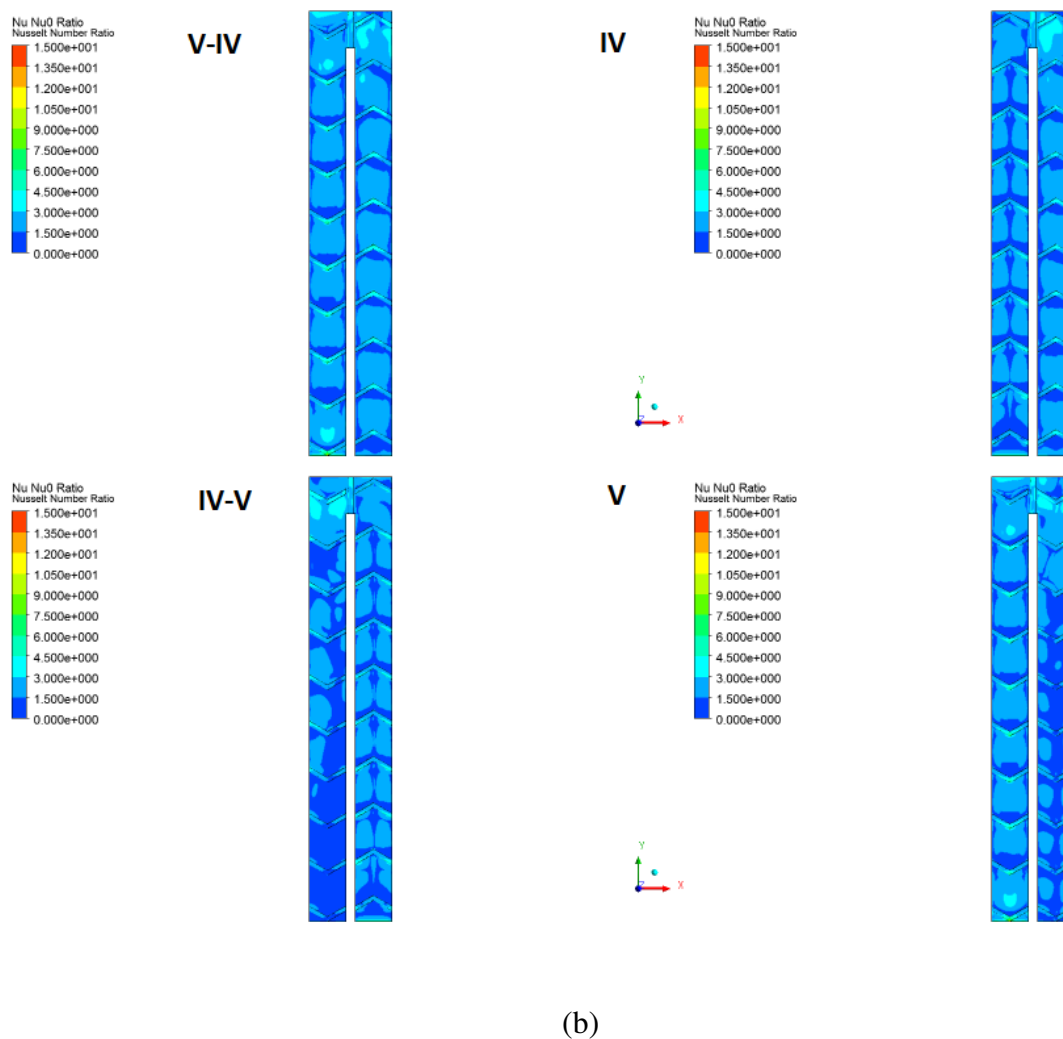 Nu Nu0 Ratio
Nusselt Number Ratio
1.500e+001
1.350e+001
1.200e+001
1.050e+001
9.000e+000
7.500e+000
6.000e+000
4.500e+000
3.000e+000
1.500e+000
0.000e+000
V-IV
Nu Nu0 Ratio
Nusselt Number Ratio
1.500e+001
1.350e+001
1.200e+001
1.050e+001
9.000e+000
7.500e+000
6.000e+000
4.500e+000
3.000e+000
1.500e+000
0.000e+000
IV
Y
Z
X
Nu Nu0 Ratio
Nusselt Number Ratio
1.500e+001
1.350e+001
1.200e+001
1.050e+001
9.000e+000
7.500e+000
6.000e+000
4.500e+000
3.000e+000
1.500e+000
0.000e+000
IV-V
Nu Nu0 Ratio
Nusselt Number Ratio
1.500e+001
1.350e+001
1.200e+001
1.050e+001
9.000e+000
7.500e+000
6.000e+000
4.500e+000
3.000e+000
1.500e+000
0.000e+000
V
Y
Z
X
(b)